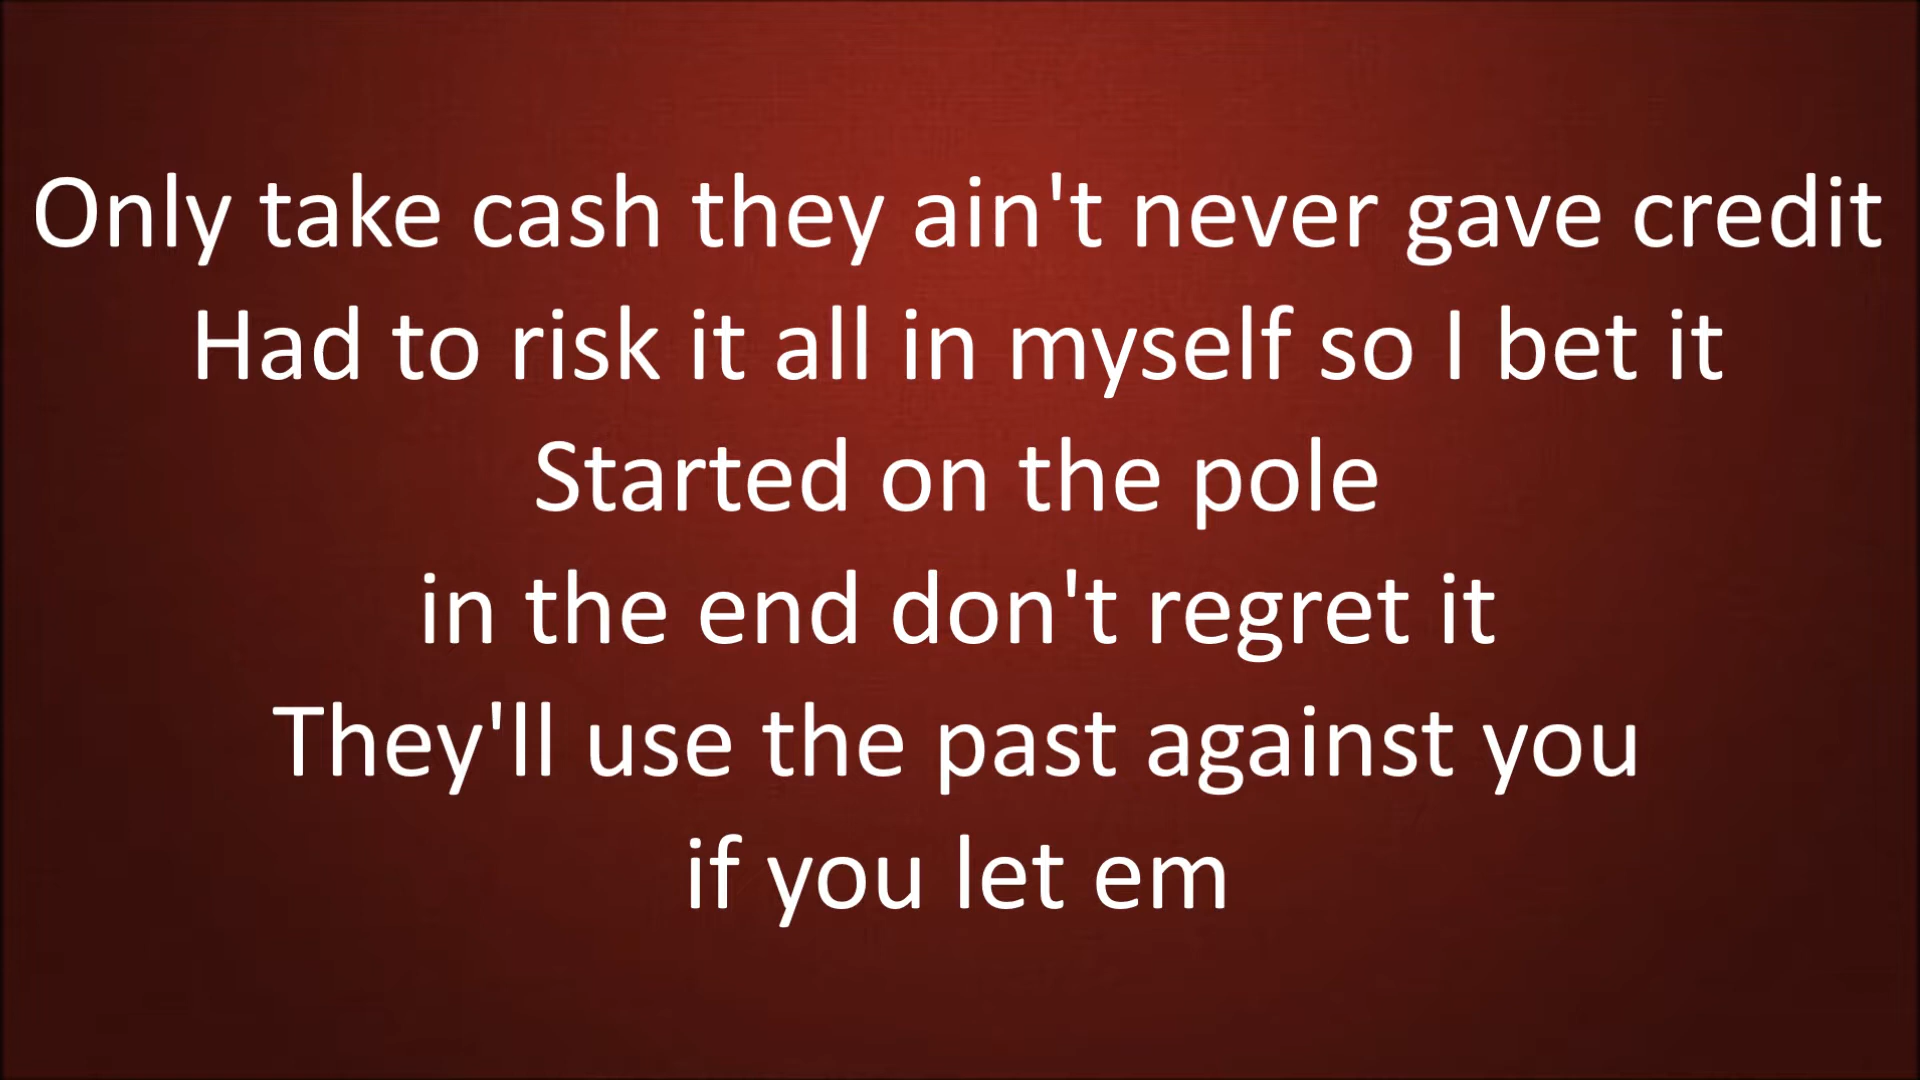 Only take cash they ain't never gave credit
Had to risk it all in myself so I bet it
Started on the pole
in the end don't regret it
They'll use the past against you
if you let em